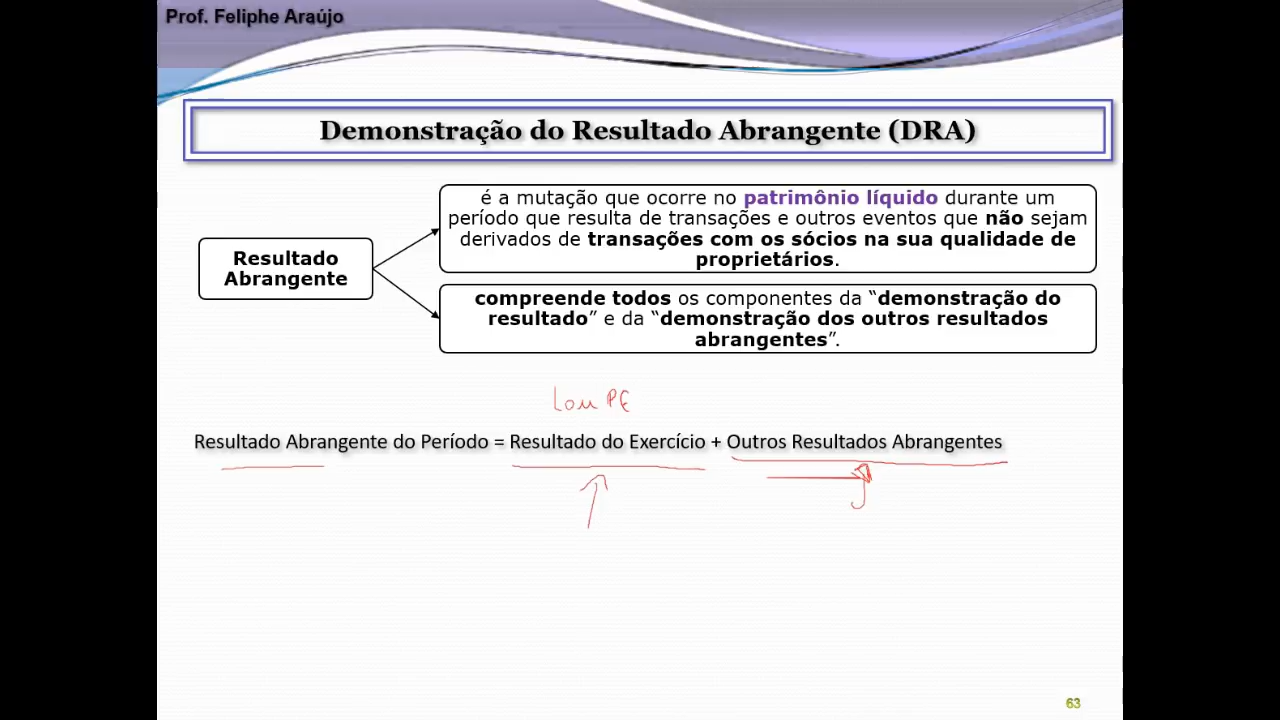 Prof. Feliphe Araújo
Demonstração do Resultado Abrangente (DRA)
Resultado
Abrangente
é a mutação que ocorre no patrimônio líquido durante um
período que resulta de transações e outros eventos que não sejam
derivados de transações com os sócios na sua qualidade de
proprietários.
compreende todos os componentes da “demonstração do
resultado” e da “demonstração dos outros resultados
abrangentes”.
Resultado Abrangente do Período = Resultado do Exercício + Outros Resultados Abrangentes
63